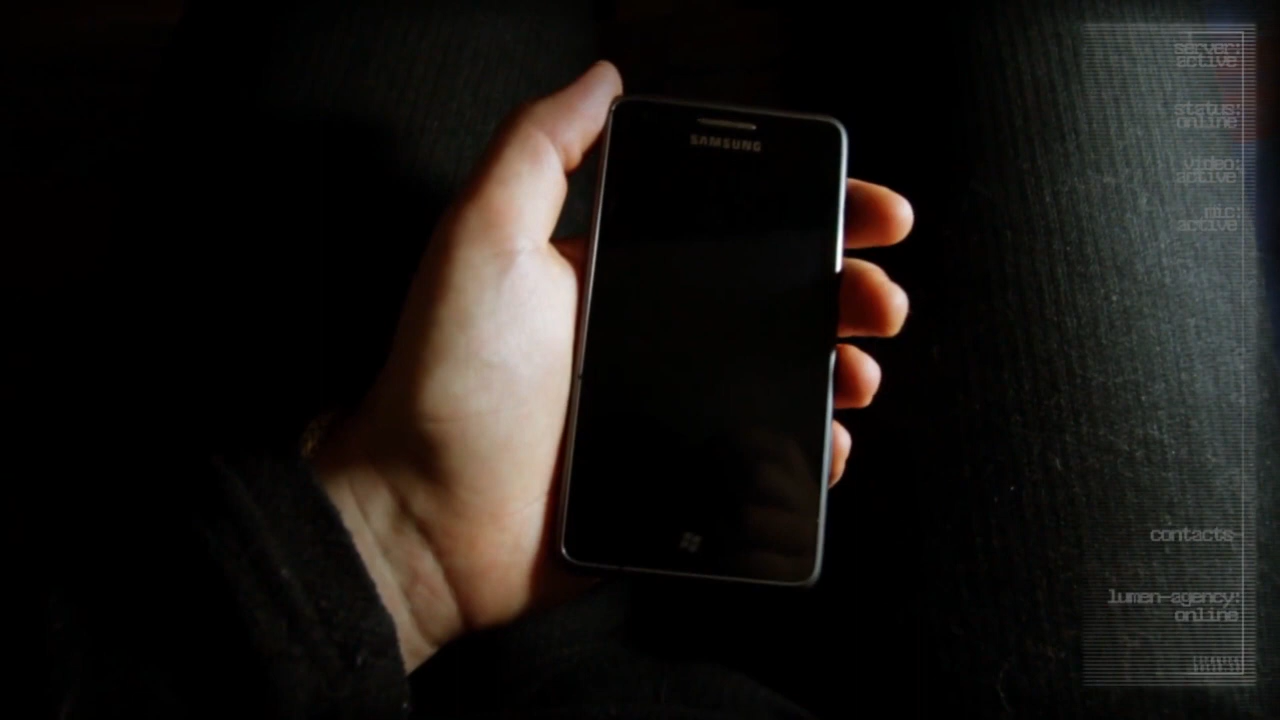 SAMSUNG
server:
active
status:
online
video:
active
mic:
active
contacts
lumen-agency:
online